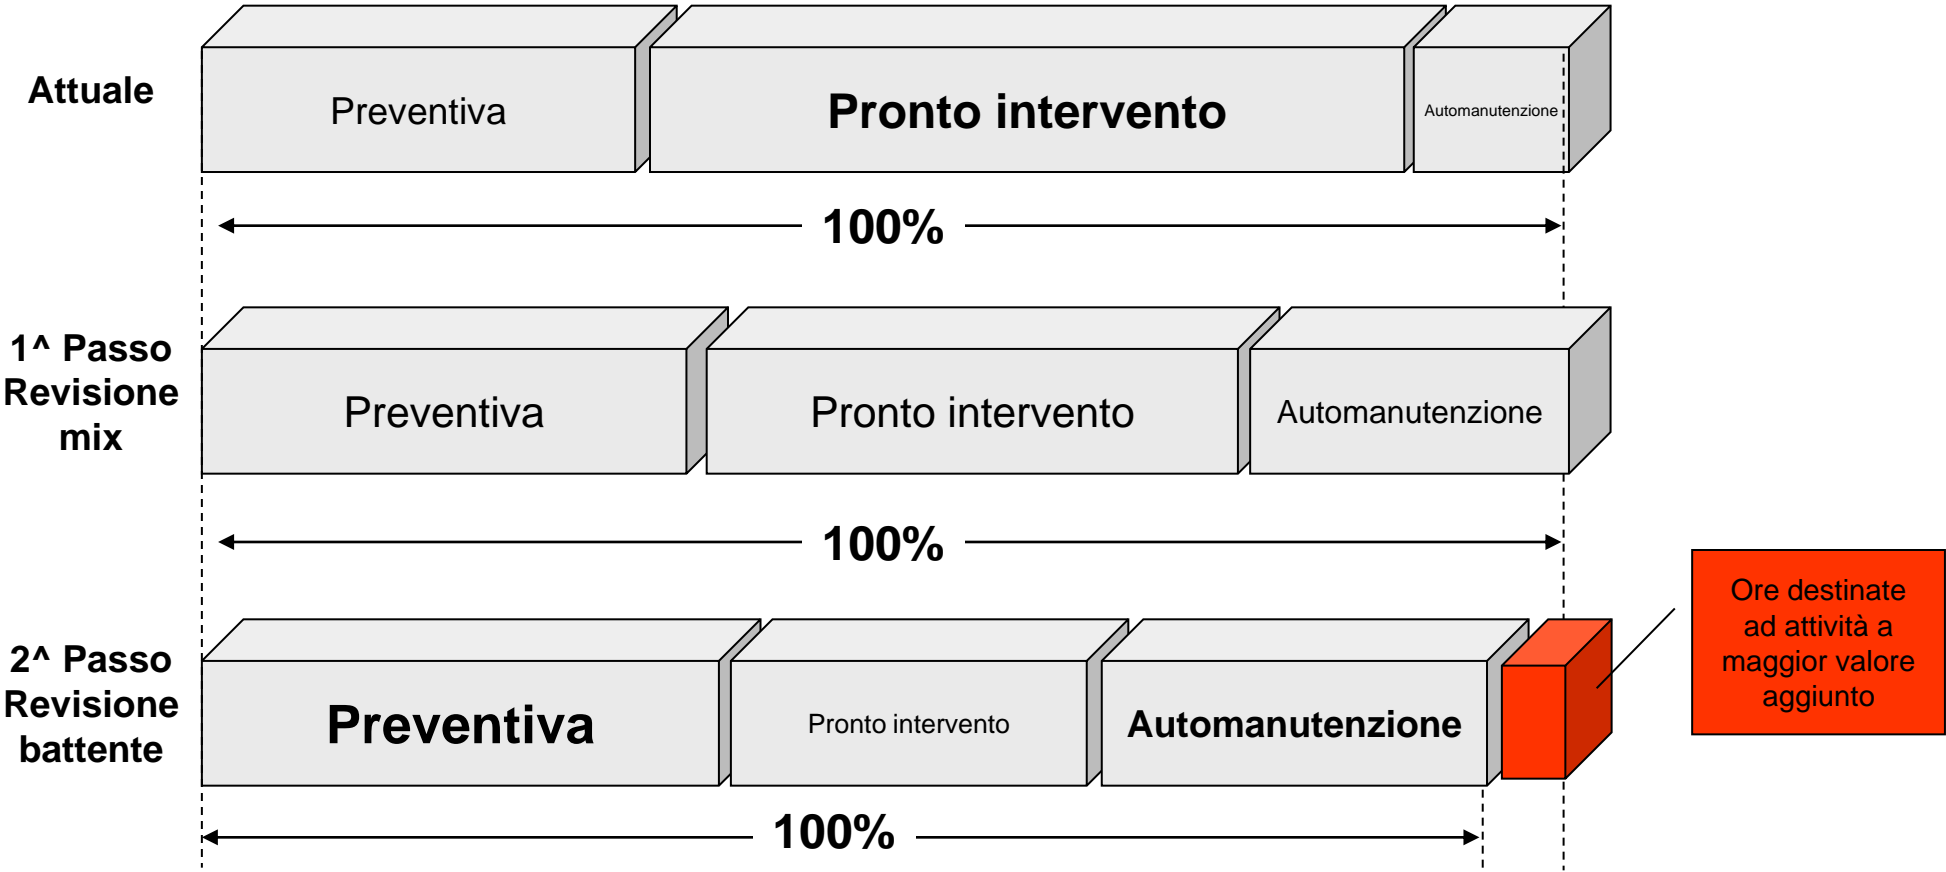 Attuale
Preventiva
Pronto intervento
Automanutenzione
100%
1^ Passo
Revisione
mix
Preventiva
Pronto intervento
Automanutenzione
100%
2^ Passo
Revisione
battente
Preventiva
Pronto intervento
Automanutenzione
Ore destinate
ad attività a
maggior valore
aggiunto
100%